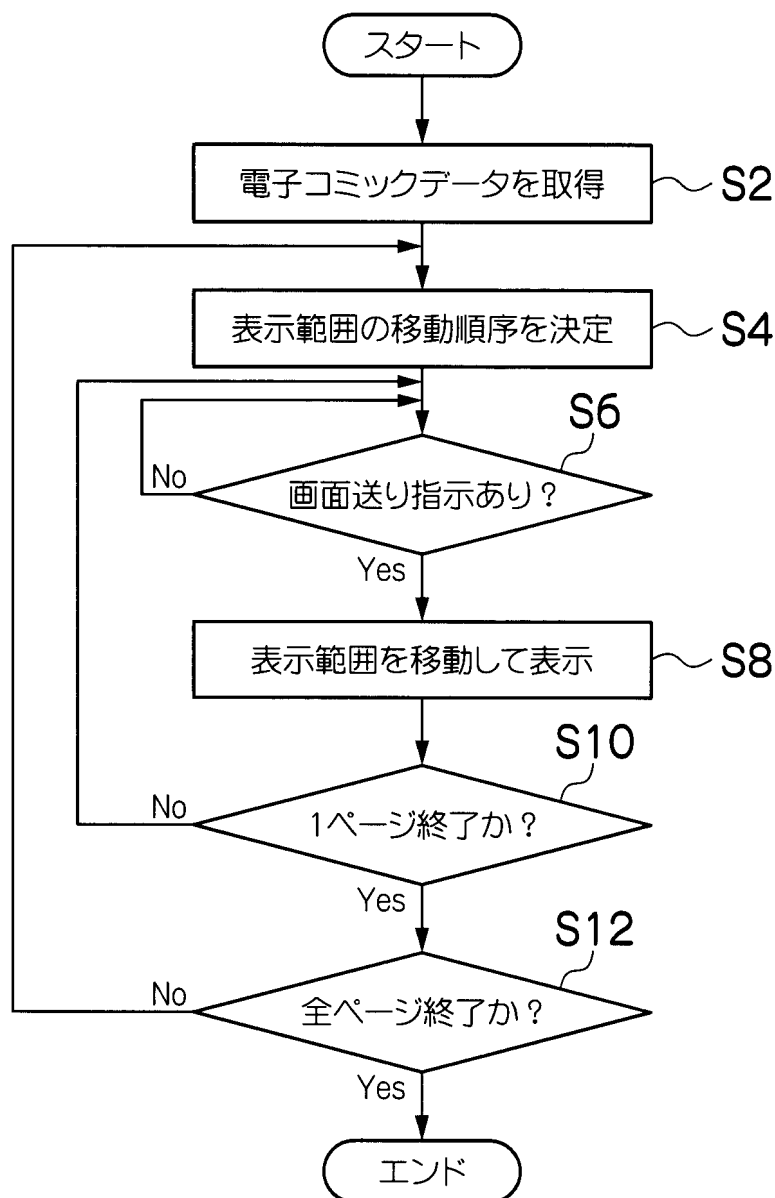 スタート
電子コミックデータを取得 S2
表示範囲の移動順序を決定 S4
S6
No 画面送り指示あり?
Yes
表示範囲を移動して表示 S8
S10
No 1ページ終了か?
Yes
S12
No 全ページ終了か?
Yes
エンド